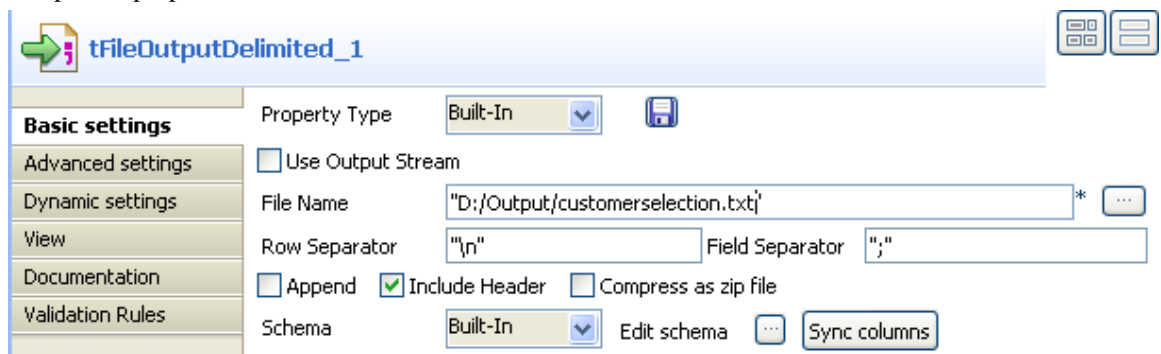 tFileOutputDelimited_1
Basic settings
Advanced settings
Dynamic settings
View
Documentation
Validation Rules
Property Type Built-In
Use Output Stream
File Name "D:/Output/customerselection.txt" * ...
Row Separator "\n" Field Separator ";"
Append Include Header Compress as zip file
Schema Built-In Edit schema ... Sync columns